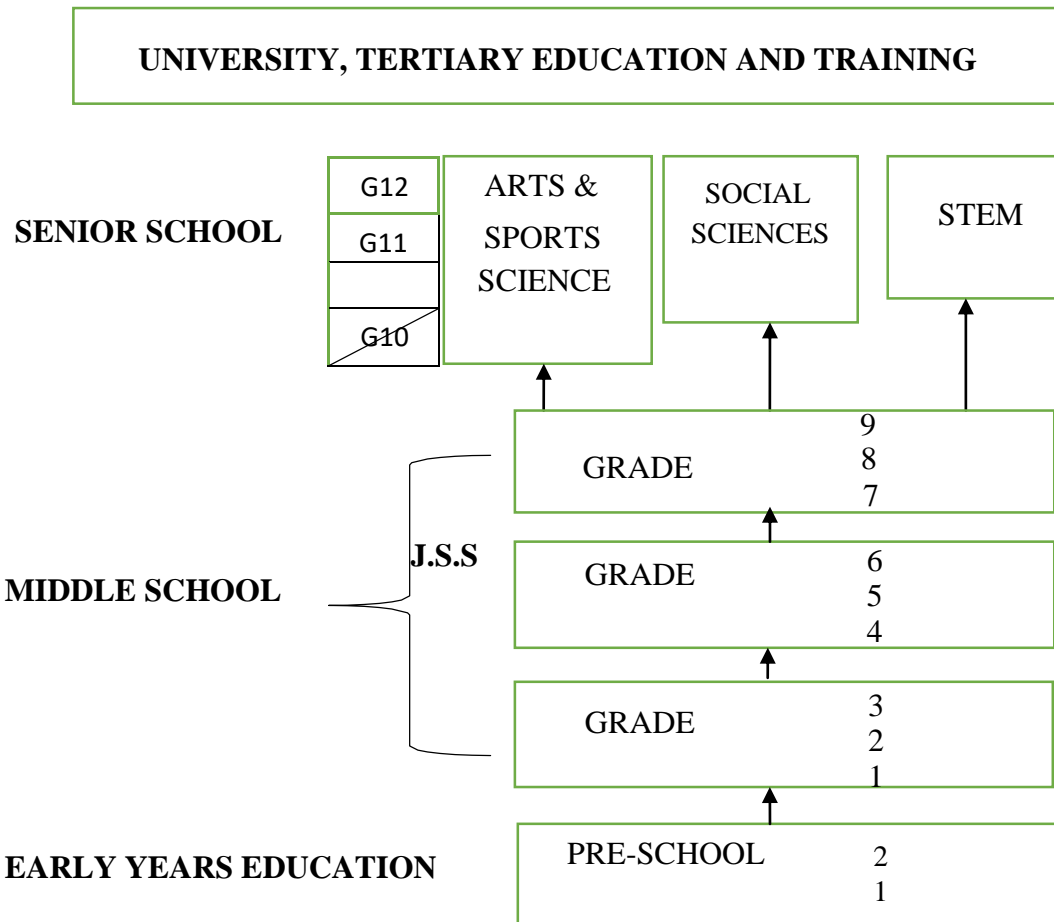 UNIVERSITY, TERTIARY EDUCATION AND TRAINING
SENIOR SCHOOL
G12
G11
G10
ARTS &
SPORTS
SCIENCE
SOCIAL
SCIENCES
STEM
MIDDLE SCHOOL
J.S.S
GRADE
9
8
7
GRADE
6
5
4
GRADE
3
2
1
EARLY YEARS EDUCATION
PRE-SCHOOL
2
1